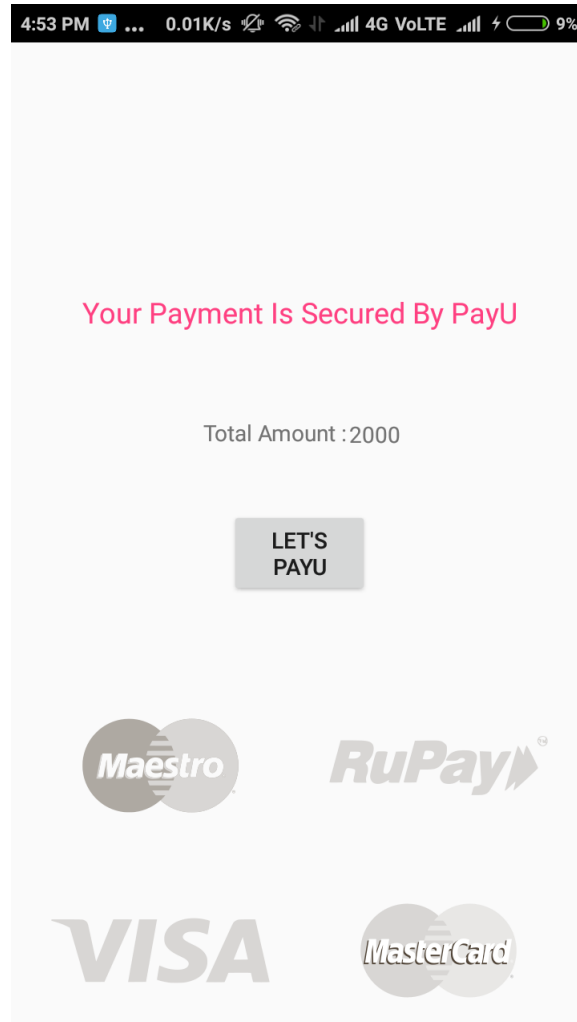 4:53 PM ... 0.01K/s 4G VoLTE 9%
Your Payment Is Secured By PayU
Total Amount : 2000
LET'S
PAYU
Maestro RuPay
VISA MasterCard